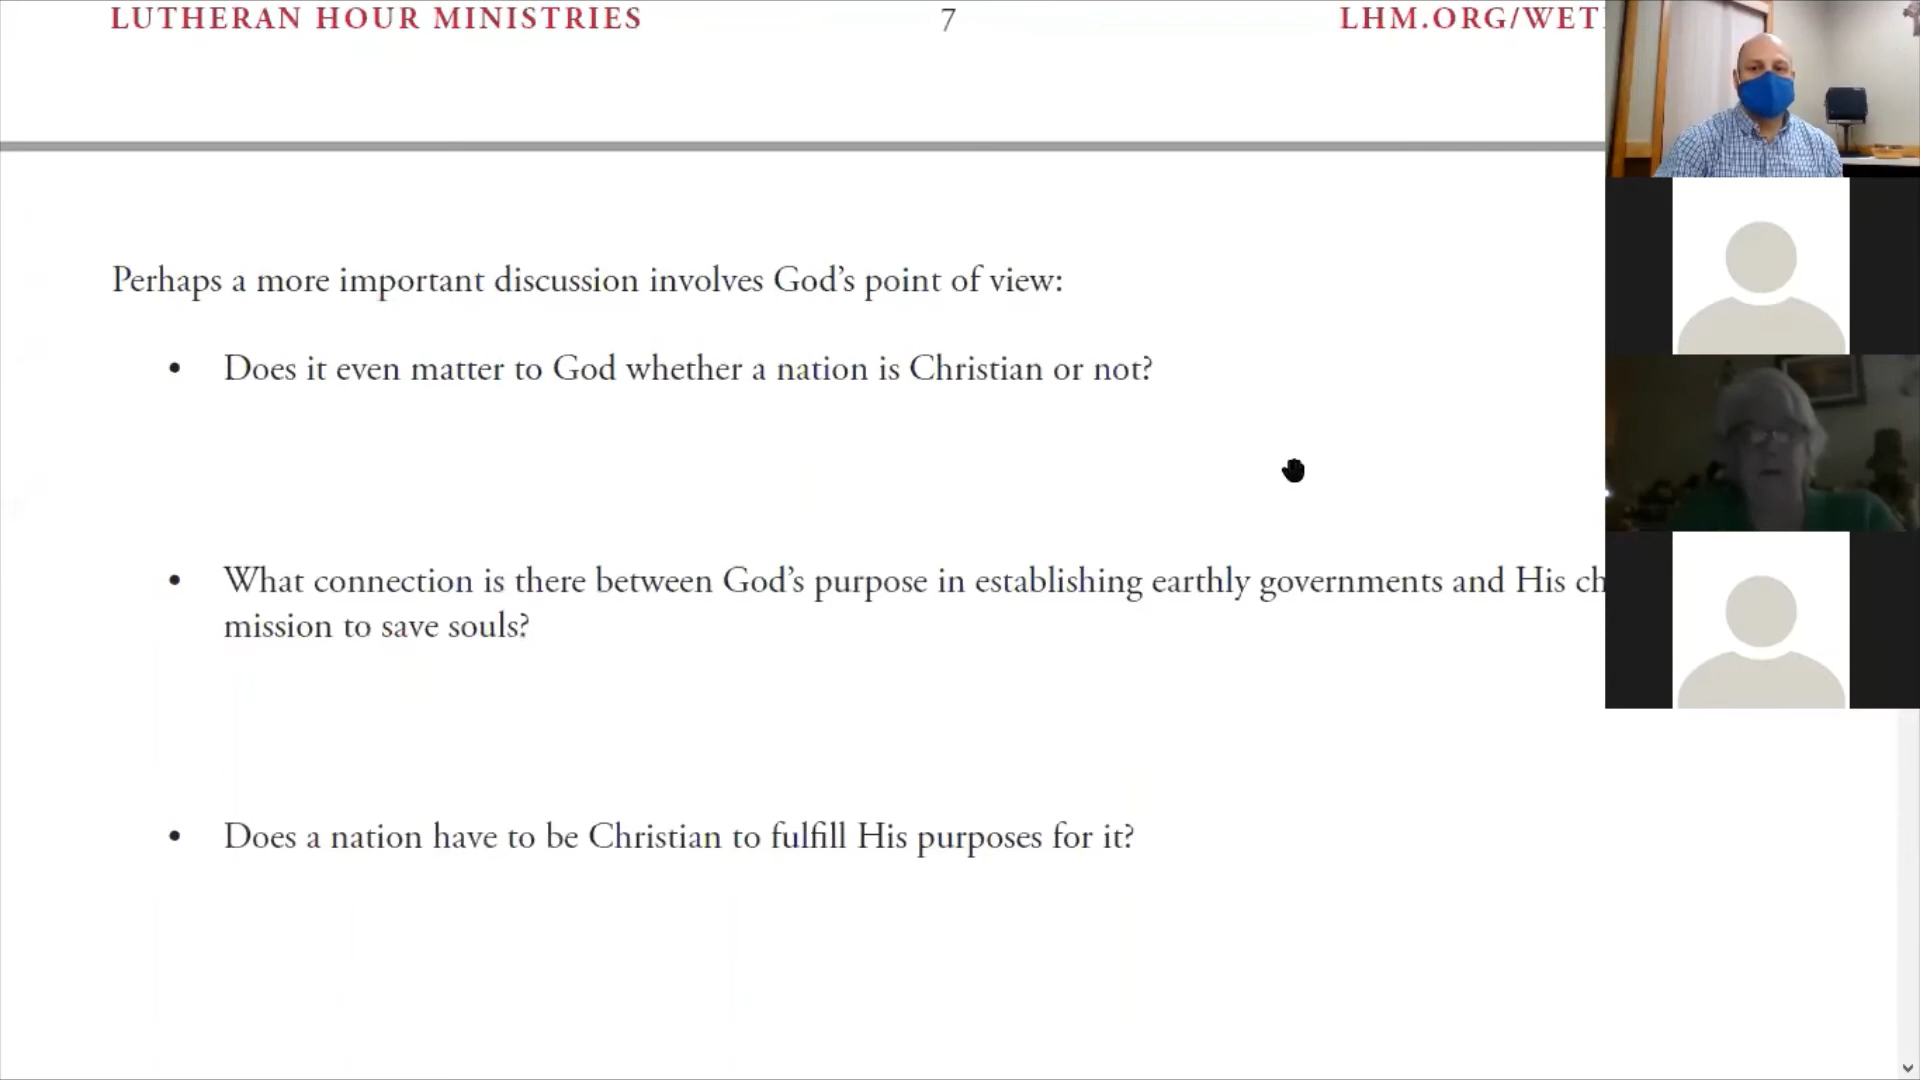 LUTHERAN HOUR MINISTRIES 7 LHM.ORG/WET
Perhaps a more important discussion involves God’s point of view:
• Does it even matter to God whether a nation is Christian or not?
• What connection is there between God’s purpose in establishing earthly governments and His
mission to save souls?
• Does a nation have to be Christian to fulfill His purposes for it?